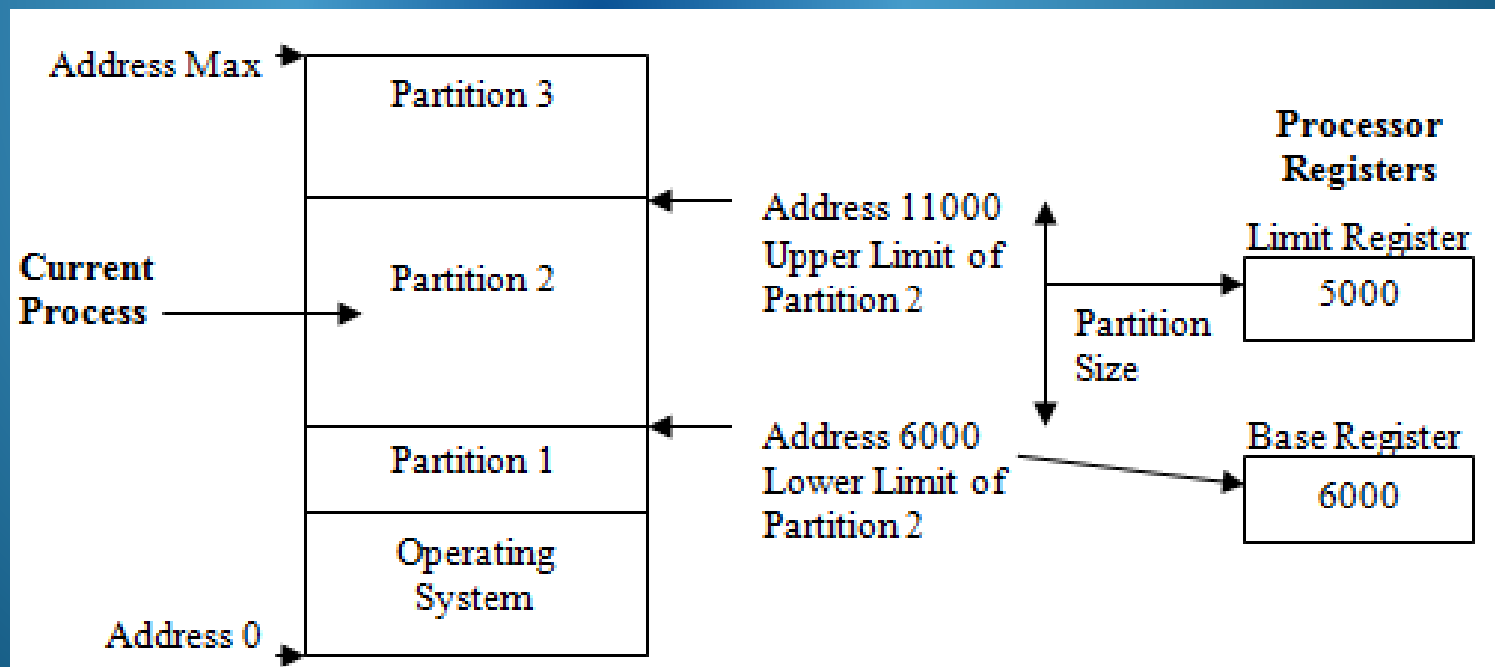 Address Max
Partition 3
Processor
Registers
Address 11000
Upper Limit of
Partition 2
Limit Register
5000
Current
Process
Partition 2
Partition
Size
Address 6000
Lower Limit of
Partition 2
Base Register
6000
Partition 1
Operating
System
Address 0